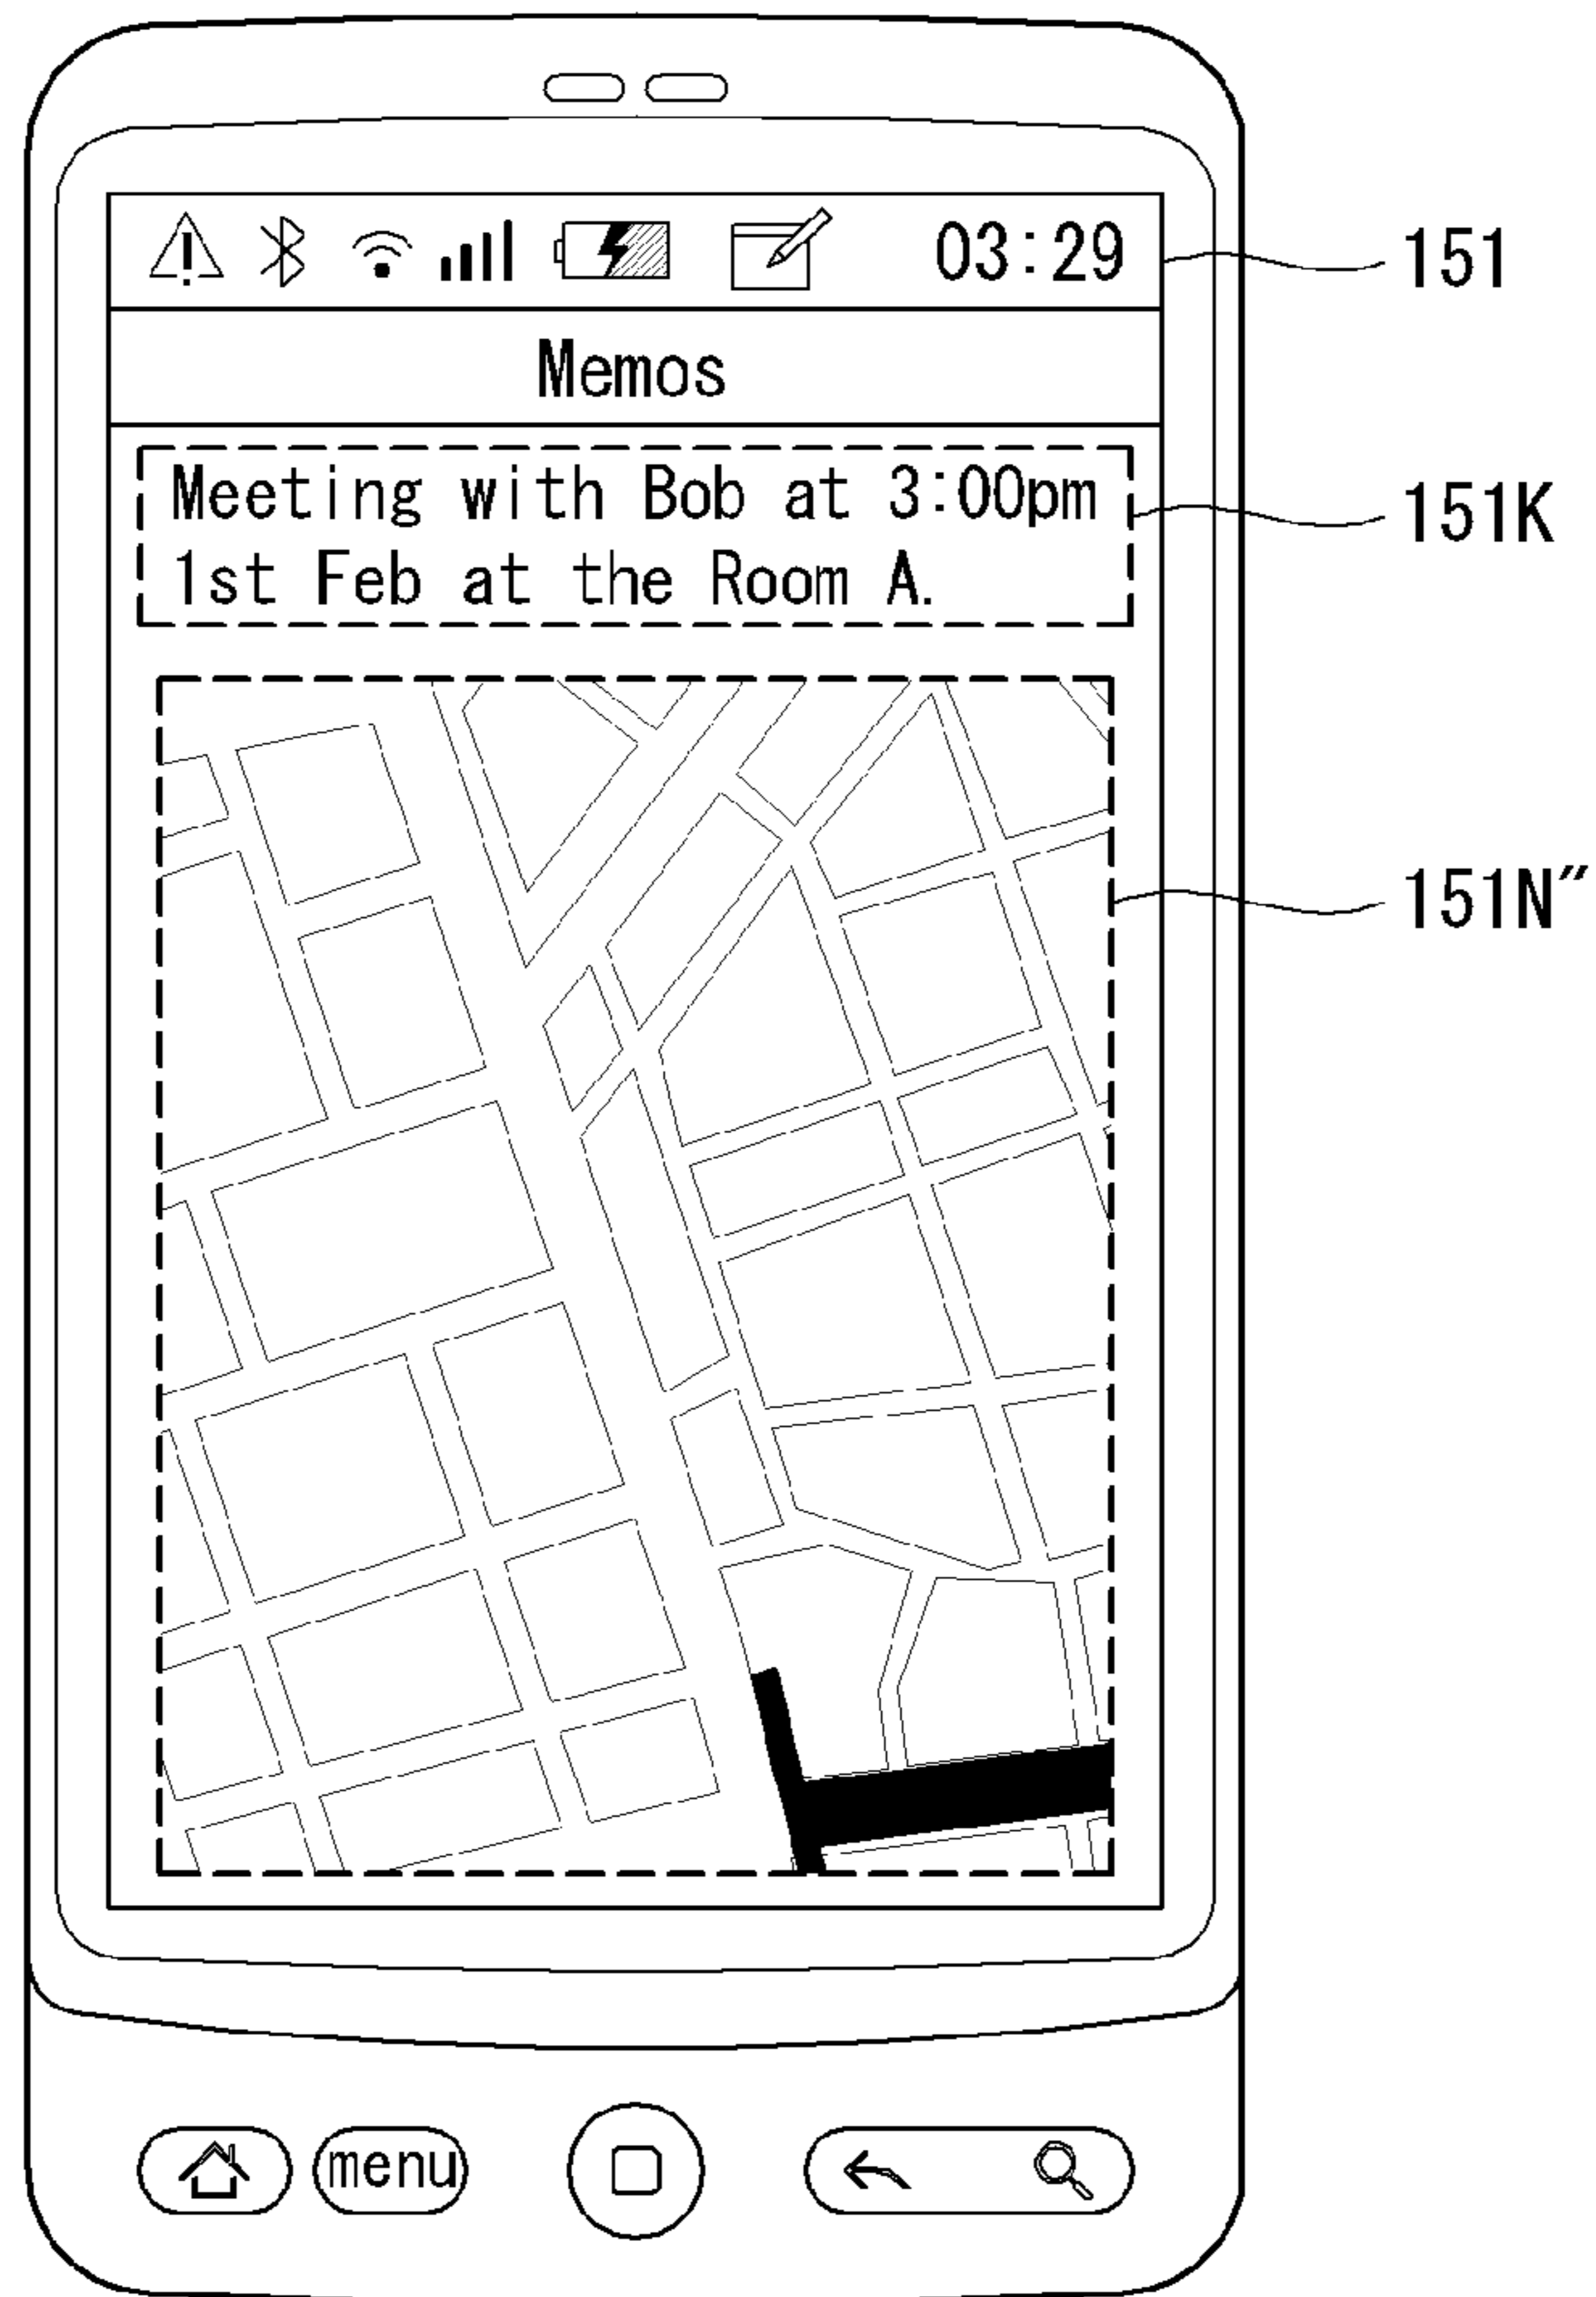 03:29
151
Memos
Meeting with Bob at 3:00pm
1st Feb at the Room A.
151K
151N"
menu